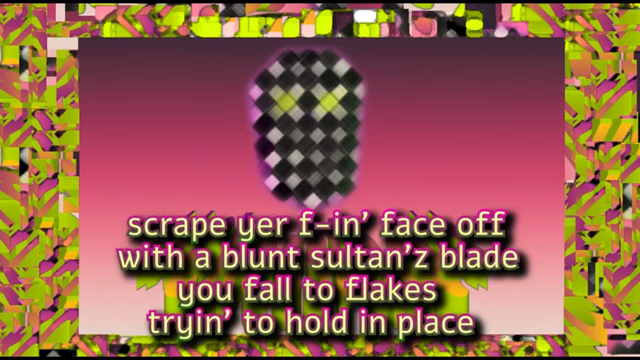 scrape yer f-in' face off
with a blunt sultan'z blade
you fall to flakes
tryin' to hold in place